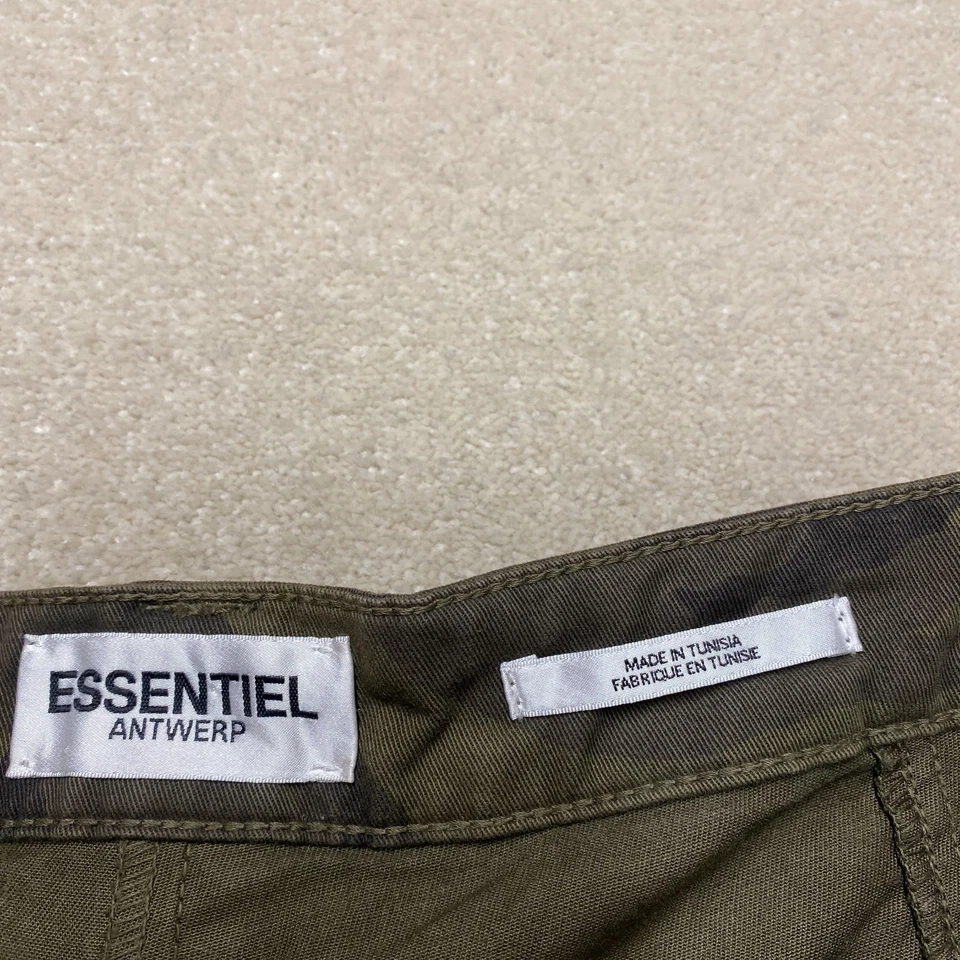 ESSENTIEL
ANTWERP
MADE IN TUNISIA
FABRIQUE EN TUNISIE